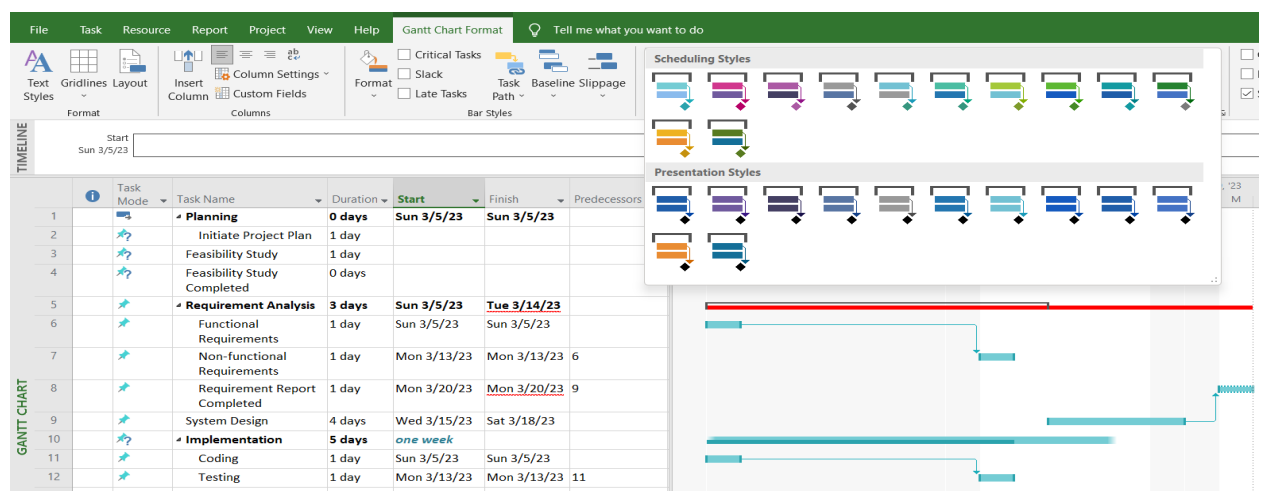 File Task Resource Report Project View Help Gantt Chart Format Tell me what you want to do
Critical Tasks
Slack
Late Tasks
Text Styles
Gridlines
Layout
Format
Insert Column
ab
Column Settings
Custom Fields
Columns
Format
Task Path
Baseline
Slippage
Bar Styles
Scheduling Styles
Presentation Styles
TIMELINE
Start
Sun 3/5/23
GANTT CHART
Task Mode Task Name Duration Start Finish Predecessors
'23
M
1 Planning 0 days Sun 3/5/23 Sun 3/5/23
2 Initiate Project Plan 1 day
3 Feasibility Study 1 day
4 Feasibility Study 0 days
Completed
5 Requirement Analysis 3 days Sun 3/5/23 Tue 3/14/23
6 Functional 1 day Sun 3/5/23 Sun 3/5/23
Requirements
7 Non-functional 1 day Mon 3/13/23 Mon 3/13/23 6
Requirements
8 Requirement Report 1 day Mon 3/20/23 Mon 3/20/23 9
Completed
9 System Design 4 days Wed 3/15/23 Sat 3/18/23
10 Implementation 5 days one week
11 Coding 1 day Sun 3/5/23 Sun 3/5/23
12 Testing 1 day Mon 3/13/23 Mon 3/13/23 11